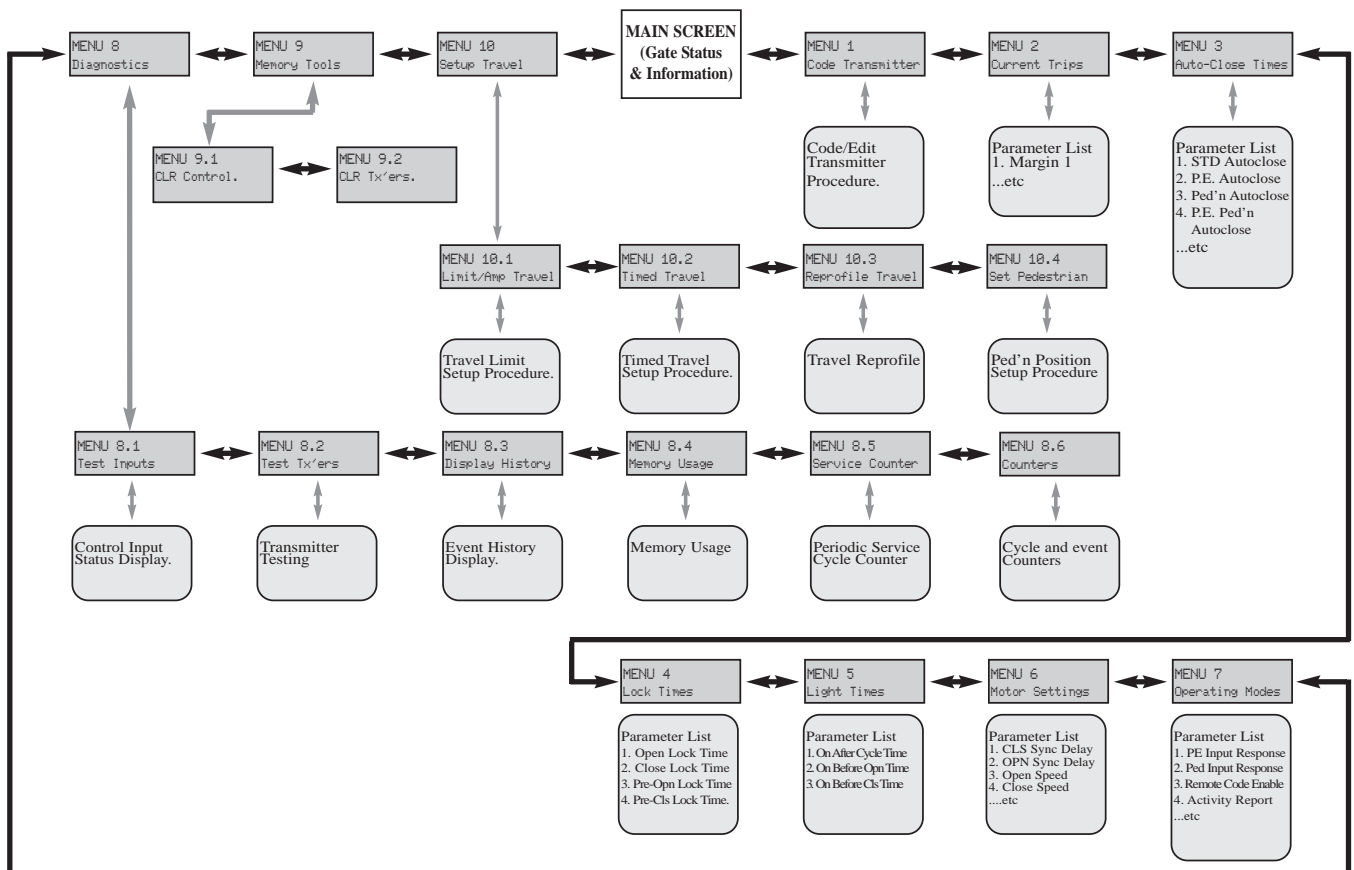 MENU 8
Diagnostics
MENU 9
Memory Tools
MENU 10
Setup Travel
MAIN SCREEN
(Gate Status
& Information)
MENU 1
Code Transmitter
MENU 2
Current Trips
MENU 3
Auto-Close Times
MENU 9.1
CLR Control.
MENU 9.2
CLR Tx'ers.
Code/Edit
Transmitter
Procedure.
Parameter List
1. Margin 1
...etc
Parameter List
1. STD Autoclose
2. P.E. Autoclose
3. Ped'n Autoclose
4. P.E. Ped'n
Autoclose
...etc
MENU 10.1
Limit/Amp Travel
MENU 10.2
Timed Travel
MENU 10.3
Reprofile Travel
MENU 10.4
Set Pedestrian
Travel Limit
Setup Procedure.
Timed Travel
Setup Procedure.
Travel Reprofile
Ped'n Position
Setup Procedure
MENU 8.1
Test Inputs
MENU 8.2
Test Tx'ers
MENU 8.3
Display History
MENU 8.4
Memory Usage
MENU 8.5
Service Counter
MENU 8.6
Counters
Control Input
Status Display.
Transmitter
Testing
Event History
Display.
Memory Usage
Periodic Service
Cycle Counter
Cycle and event
Counters
MENU 4
Lock Times
MENU 5
Light Times
MENU 6
Motor Settings
MENU 7
Operating Modes
Parameter List
1. Open Lock Time
2. Close Lock Time
3. Pre-Opn Lock Time
4. Pre-Cls Lock Time.
Parameter List
1. On After Cycle Time
2. On Before Opn Time
3. On Before Cls Time
Parameter List
1. CLS Sync Delay
2. OPN Sync Delay
3. Open Speed
4. Close Speed
....etc
Parameter List
1. PE Input Response
2. Ped Input Response
3. Remote Code Enable
4. Activity Report
...etc